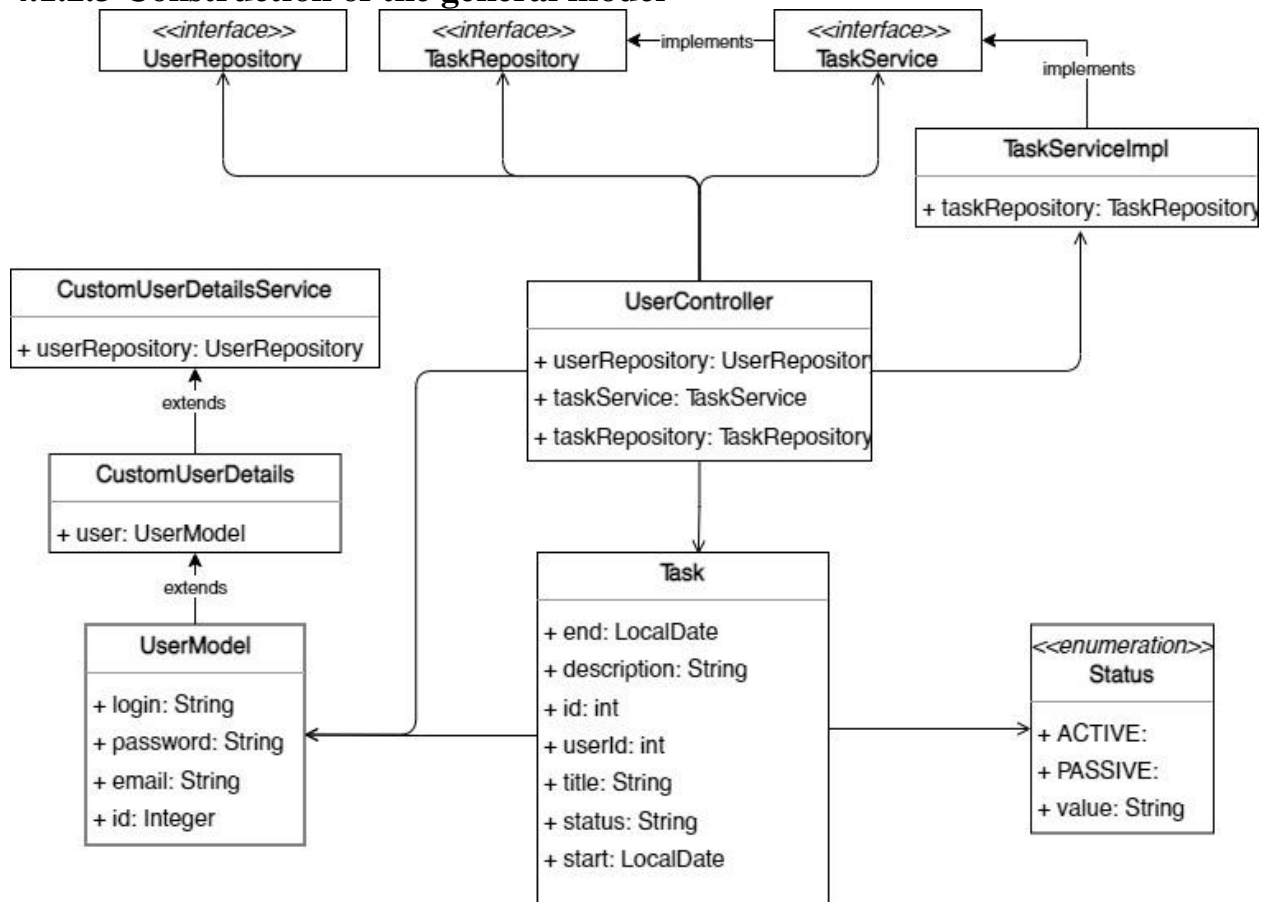 <<interface>>
UserRepository
<<interface>>
TaskRepository
implements
<<interface>>
TaskService
implements
TaskServiceImpl
+ taskRepository: TaskRepository
CustomUserDetailsService
+ userRepository: UserRepository
extends
UserController
+ userRepository: UserRepositor
+ taskService: TaskService
+ taskRepository: TaskRepository
CustomUserDetails
+ user: UserModel
extends
UserModel
+ login: String
+ password: String
+ email: String
+ id: Integer
Task
+ end: LocalDate
+ description: String
+ id: int
+ userId: int
+ title: String
+ status: String
+ start: LocalDate
<<enumeration>>
Status
+ ACTIVE:
+ PASSIVE:
+ value: String